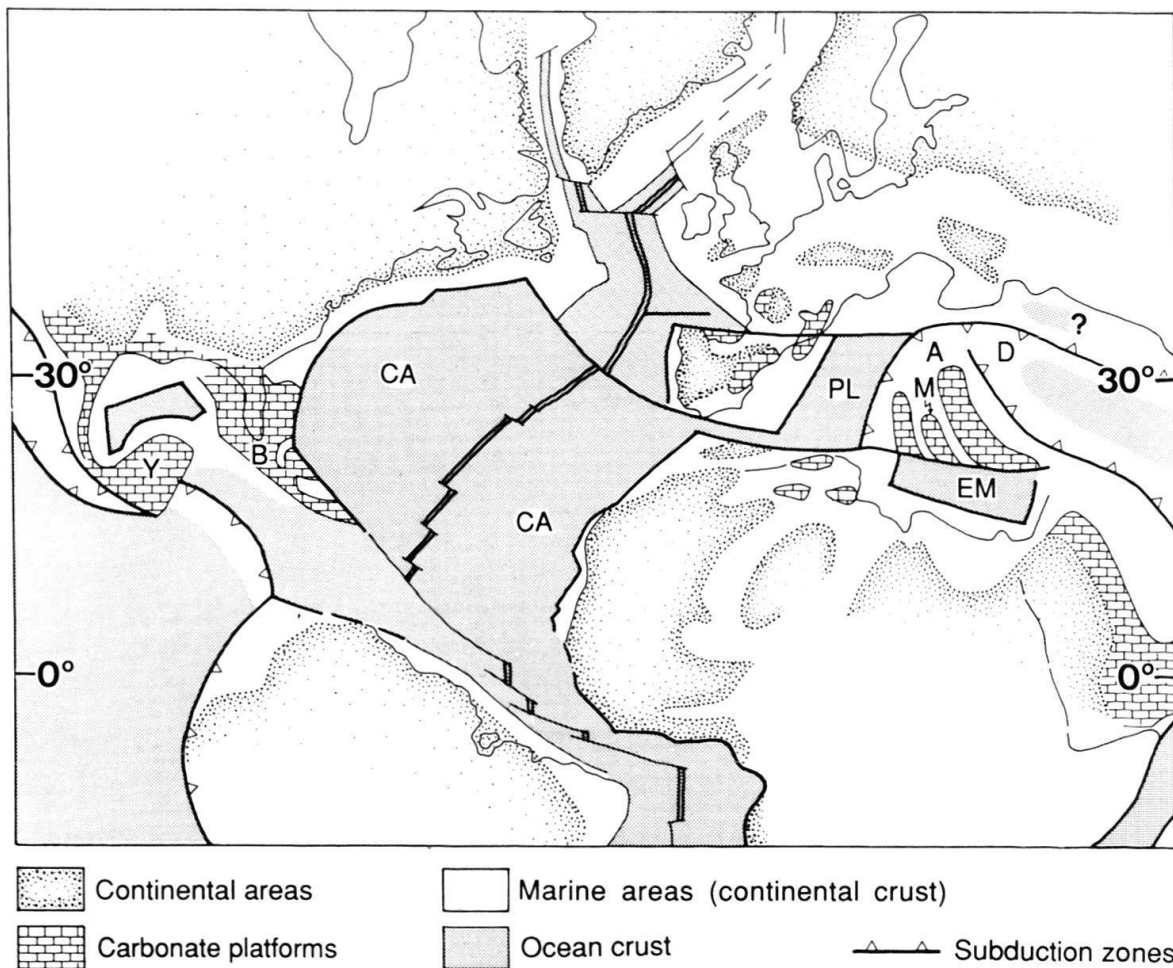 ?
CA
A
D
30°
30°
PL
M
Y
B
EM
CA
0°
0°
Continental areas
Marine areas (continental crust)
Carbonate platforms
Ocean crust
Subduction zones